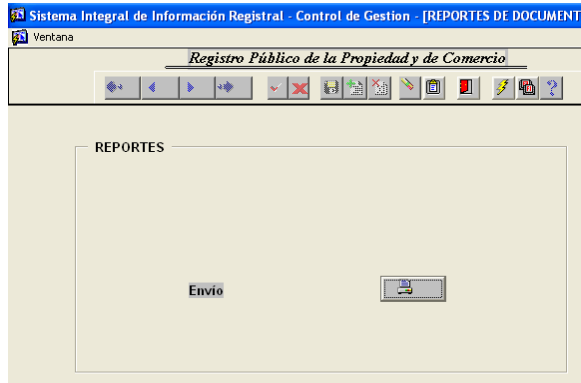 Sistema Integral de Información Registral - Control de Gestion - [REPORTES DE DOCUMENT
Ventana
Registro Público de la Propiedad y de Comercio
REPORTES
Envío